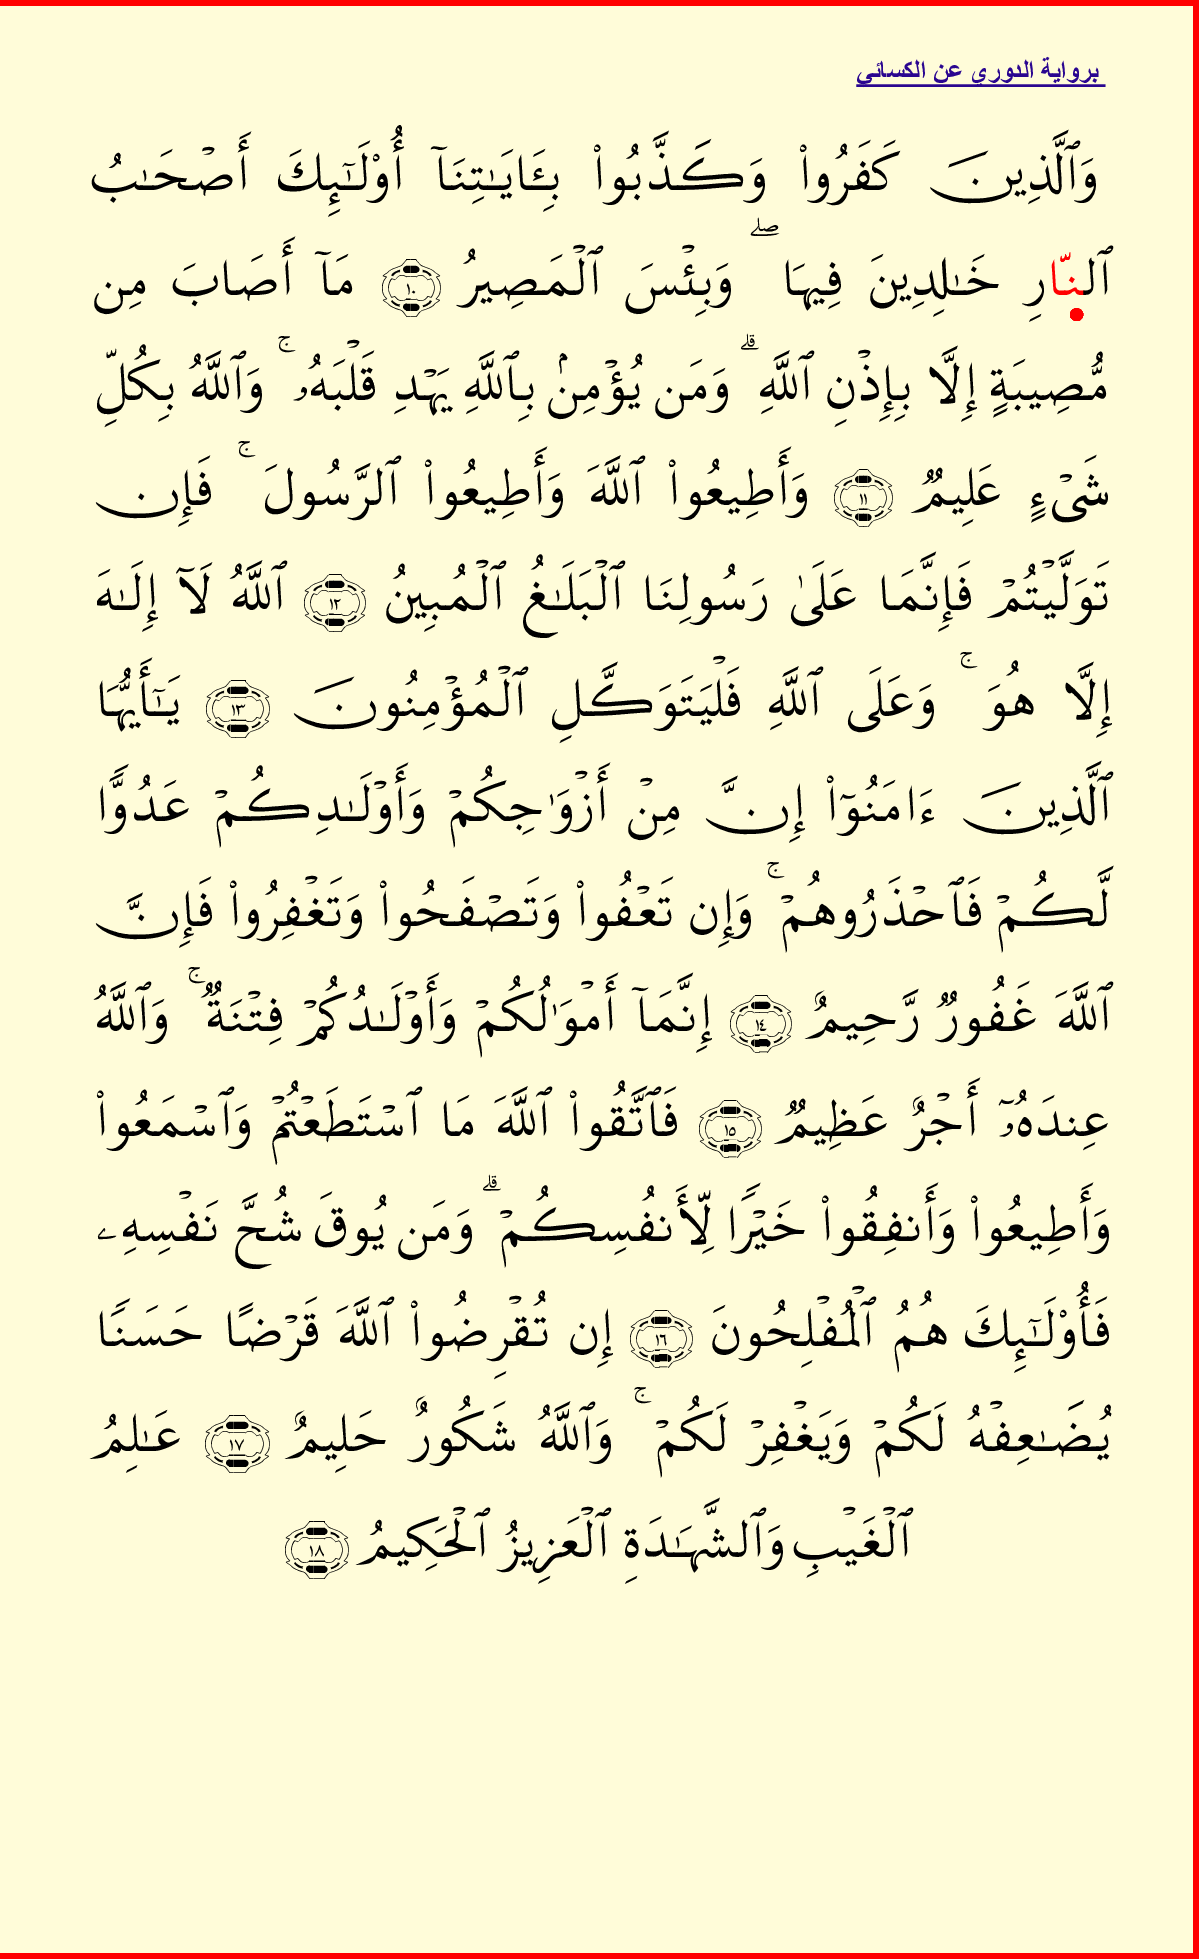 برواية الدوري عن الكسائي
وَٱلَّذِينَ كَفَرُوا۟ وَكَذَّبُوا۟ بِـَٔايَـٰتِنَآ أُو۟لَـٰٓئِكَ أَصْحَـٰبُ
ٱلنَّارِ خَـٰلِدِينَ فِيهَا ۖ وَبِئْسَ ٱلْمَصِيرُ ١٠ مَآ أَصَابَ مِن
مُّصِيبَةٍ إِلَّا بِإِذْنِ ٱللَّهِ ۗ وَمَن يُؤْمِنۢ بِٱللَّهِ يَهْدِ قَلْبَهُۥ ۚ وَٱللَّهُ بِكُلِّ
شَىْءٍ عَلِيمٌ ١١ وَأَطِيعُوا۟ ٱللَّهَ وَأَطِيعُوا۟ ٱلرَّسُولَ ۚ فَإِن
تَوَلَّيْتُمْ فَإِنَّمَا عَلَىٰ رَسُولِنَا ٱلْبَلَـٰغُ ٱلْمُبِينُ ١٢ ٱللَّهُ لَآ إِلَـٰهَ
إِلَّا هُوَ ۚ وَعَلَى ٱللَّهِ فَلْيَتَوَكَّلِ ٱلْمُؤْمِنُونَ ١٣ يَـٰٓأَيُّهَا
ٱلَّذِينَ ءَامَنُوٓا۟ إِنَّ مِنْ أَزْوَٰجِكُمْ وَأَوْلَـٰدِكُمْ عَدُوًّا
لَّكُمْ فَٱحْذَرُوهُمْ ۚ وَإِن تَعْفُوا۟ وَتَصْفَحُوا۟ وَتَغْفِرُوا۟ فَإِنَّ
ٱللَّهَ غَفُورٌ رَّحِيمٌ ١٤ إِنَّمَآ أَمْوَٰلُكُمْ وَأَوْلَـٰدُكُمْ فِتْنَةٌ ۚ وَٱللَّهُ
عِندَهُۥٓ أَجْرٌ عَظِيمٌ ١٥ فَٱتَّقُوا۟ ٱللَّهَ مَا ٱسْتَطَعْتُمْ وَٱسْمَعُوا۟
وَأَطِيعُوا۟ وَأَنفِقُوا۟ خَيْرًا لِّأَنفُسِكُمْ ۗ وَمَن يُوقَ شُحَّ نَفْسِهِۦ
فَأُو۟لَـٰٓئِكَ هُمُ ٱلْمُفْلِحُونَ ١٦ إِن تُقْرِضُوا۟ ٱللَّهَ قَرْضًا حَسَنًا
يُضَـٰعِفْهُ لَكُمْ وَيَغْفِرْ لَكُمْ ۚ وَٱللَّهُ شَكُورٌ حَلِيمٌ ١٧ عَـٰلِمُ
ٱلْغَيْبِ وَٱلشَّهَـٰدَةِ ٱلْعَزِيزُ ٱلْحَكِيمُ ١٨